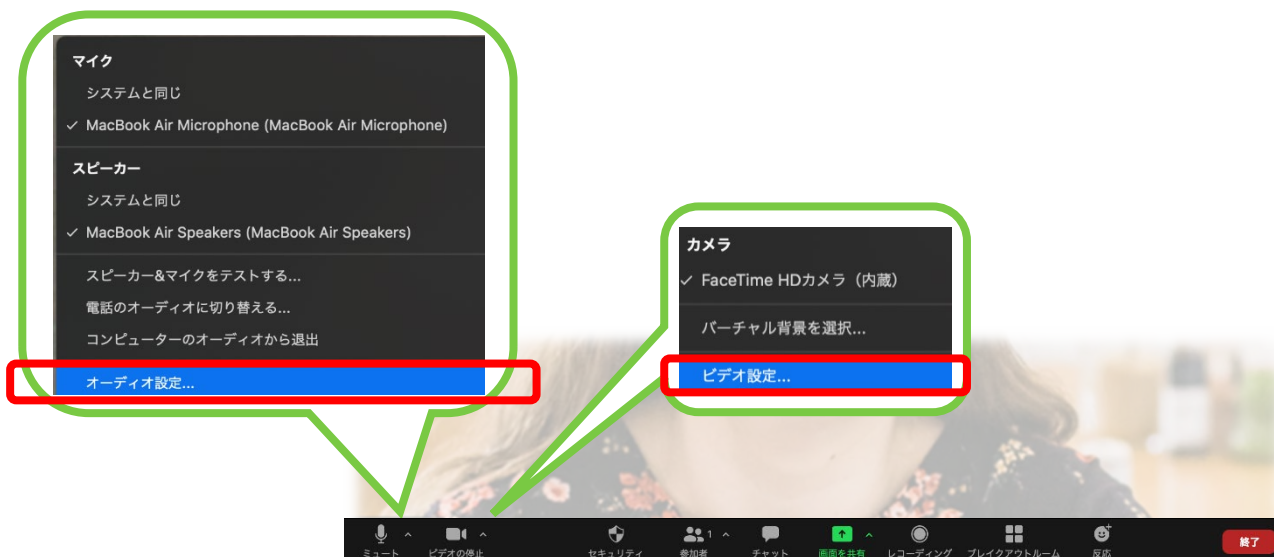 マイク
システムと同じ
✓ MacBook Air Microphone (MacBook Air Microphone)
スピーカー
システムと同じ
✓ MacBook Air Speakers (MacBook Air Speakers)
スピーカー&マイクをテストする...
電話のオーディオに切り替える...
コンピューターのオーディオから退出
オーディオ設定...
カメラ
✓ FaceTime HDカメラ（内蔵）
バーチャル背景を選択...
ビデオ設定...
ミュート
ビデオの停止
セキュリティ
1
参加者
チャット
画面を共有
レコーディング
ブレイクアウトルーム
反応
終了